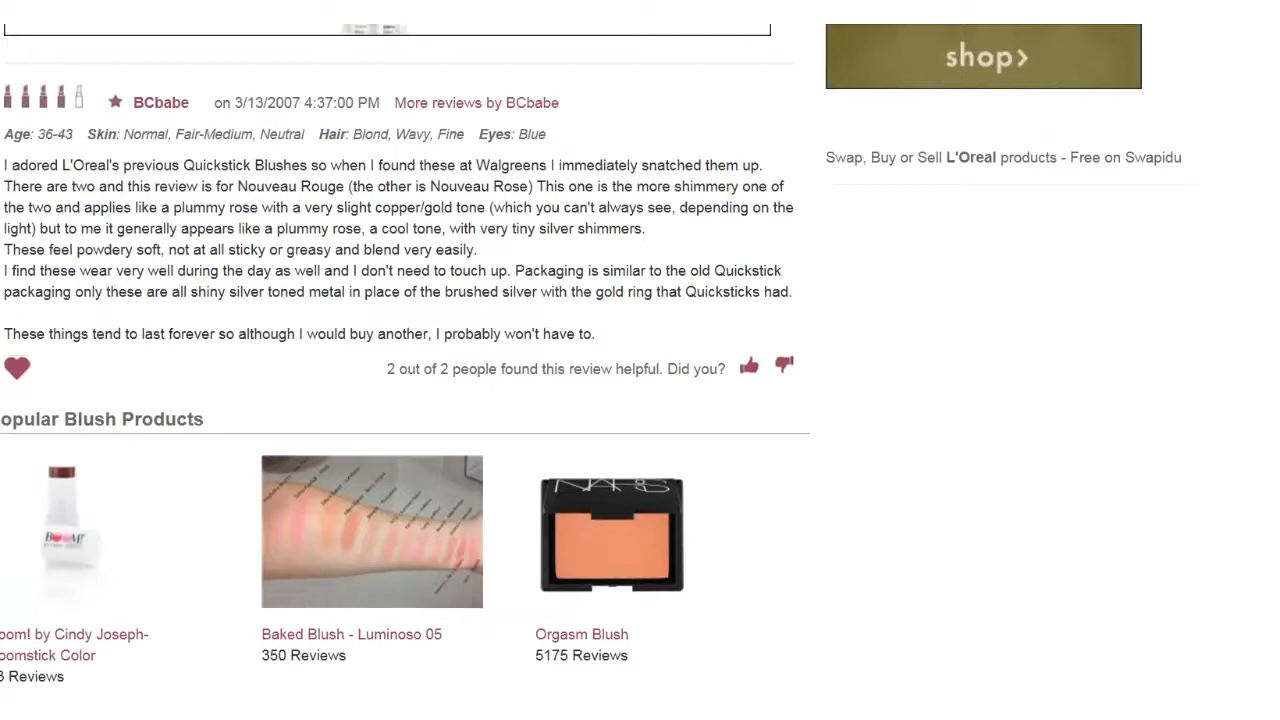 shop>
BCbabe on 3/13/2007 4:37:00 PM More reviews by BCbabe
Age: 36-43 Skin: Normal, Fair-Medium, Neutral Hair: Blond, Wavy, Fine Eyes: Blue
I adored L'Oreal's previous Quickstick Blushes so when I found these at Walgreens I immediately snatched them up.
There are two and this review is for Nouveau Rouge (the other is Nouveau Rose) This one is the more shimmery one of
the two and applies like a plummy rose with a very slight copper/gold tone (which you can't always see, depending on the
light) but to me it generally appears like a plummy rose, a cool tone, with very tiny silver shimmers.
These feel powdery soft, not at all sticky or greasy and blend very easily.
I find these wear very well during the day as well and I don't need to touch up. Packaging is similar to the old Quickstick
packaging only these are all shiny silver toned metal in place of the brushed silver with the gold ring that Quicksticks had.
These things tend to last forever so although I would buy another, I probably won't have to.
2 out of 2 people found this review helpful. Did you?
Swap, Buy or Sell L'Oreal products - Free on Swapidu
opular Blush Products
BOOM!
NARS
oom! by Cindy Joseph-
oomstick Color
8 Reviews
Baked Blush - Luminoso 05
350 Reviews
Orgasm Blush
5175 Reviews